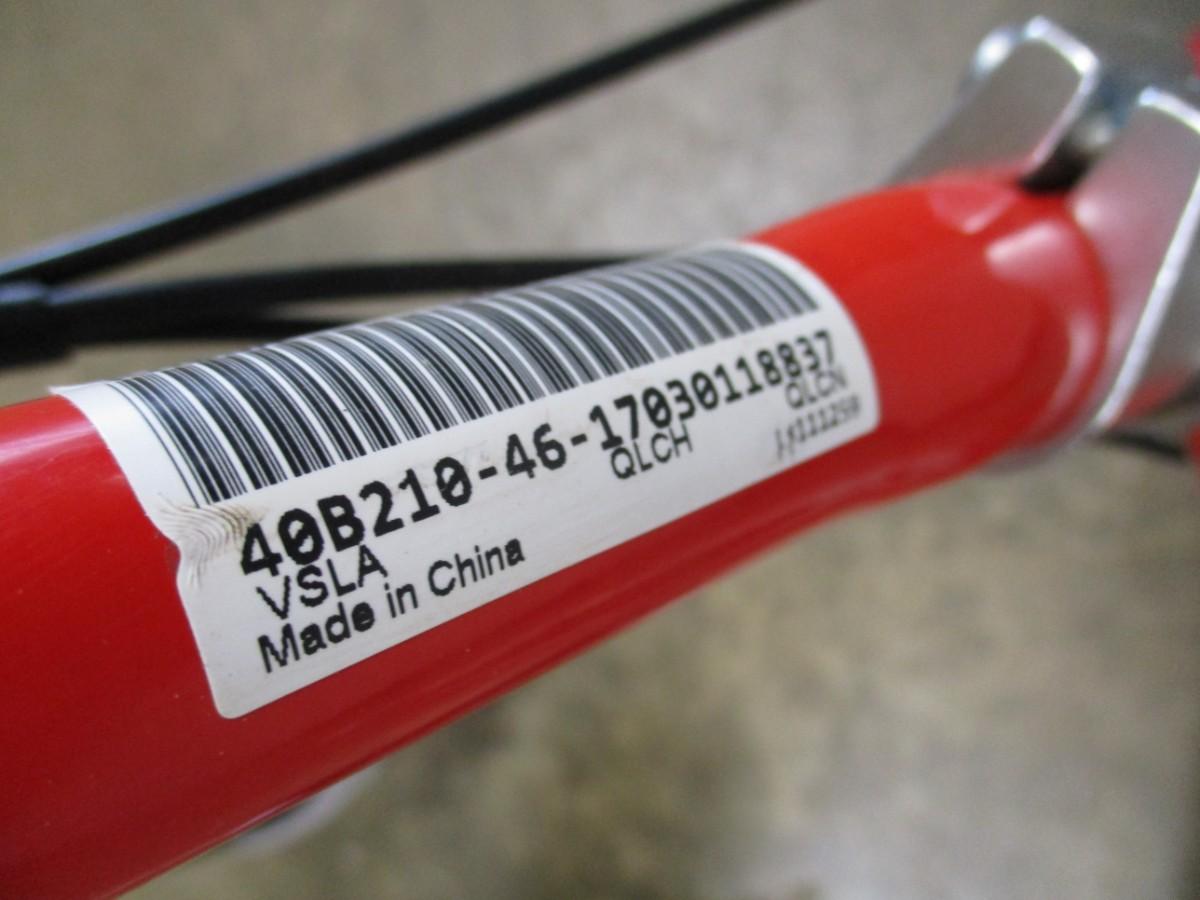 40B210-46-17030118837
VSLA QLCH QLCN
Made in China